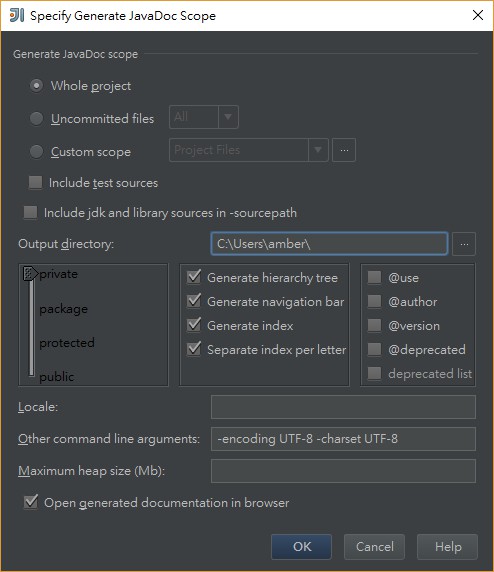 Specify Generate JavaDoc Scope
Generate JavaDoc scope
Whole project
Uncommitted files All
Custom scope Project Files ...
Include test sources
Include jdk and library sources in -sourcepath
Output directory: C:\Users\amber\ ...
private
package
protected
public
Generate hierarchy tree
Generate navigation bar
Generate index
Separate index per letter
@use
@author
@version
@deprecated
deprecated list
Locale:
Other command line arguments: -encoding UTF-8 -charset UTF-8
Maximum heap size (Mb):
Open generated documentation in browser
OK Cancel Help